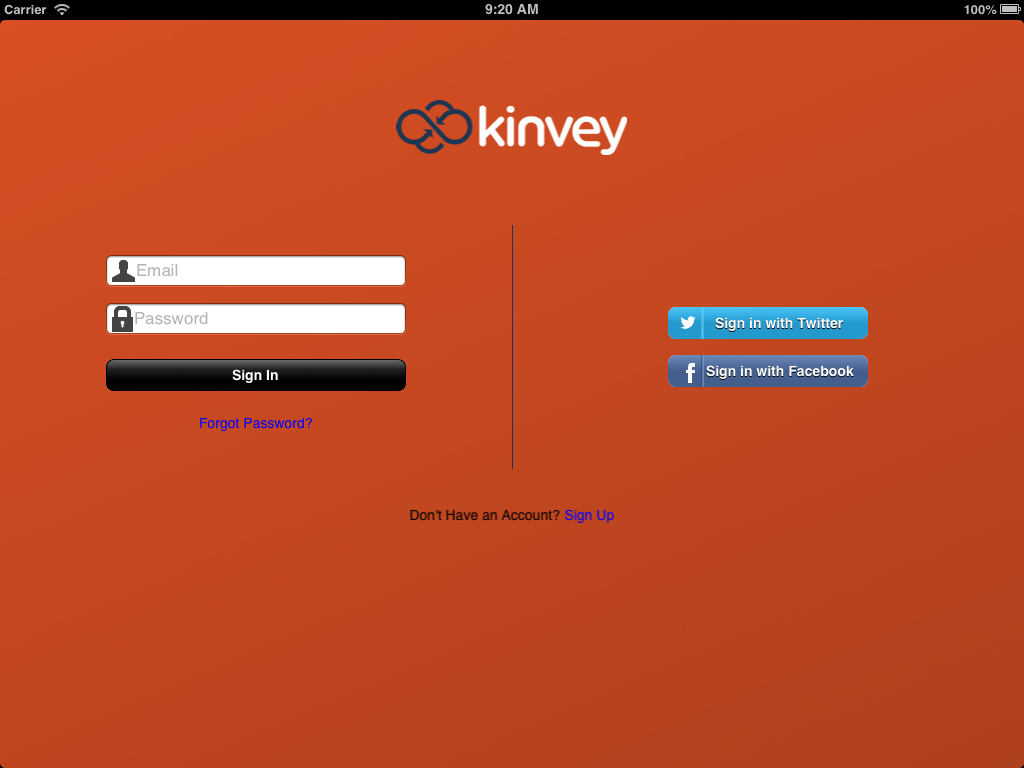 Carrier 9:20 AM 100%
kinvey
Email
Password
Sign In
Forgot Password?
Sign in with Twitter
Sign in with Facebook
Don't Have an Account? Sign Up